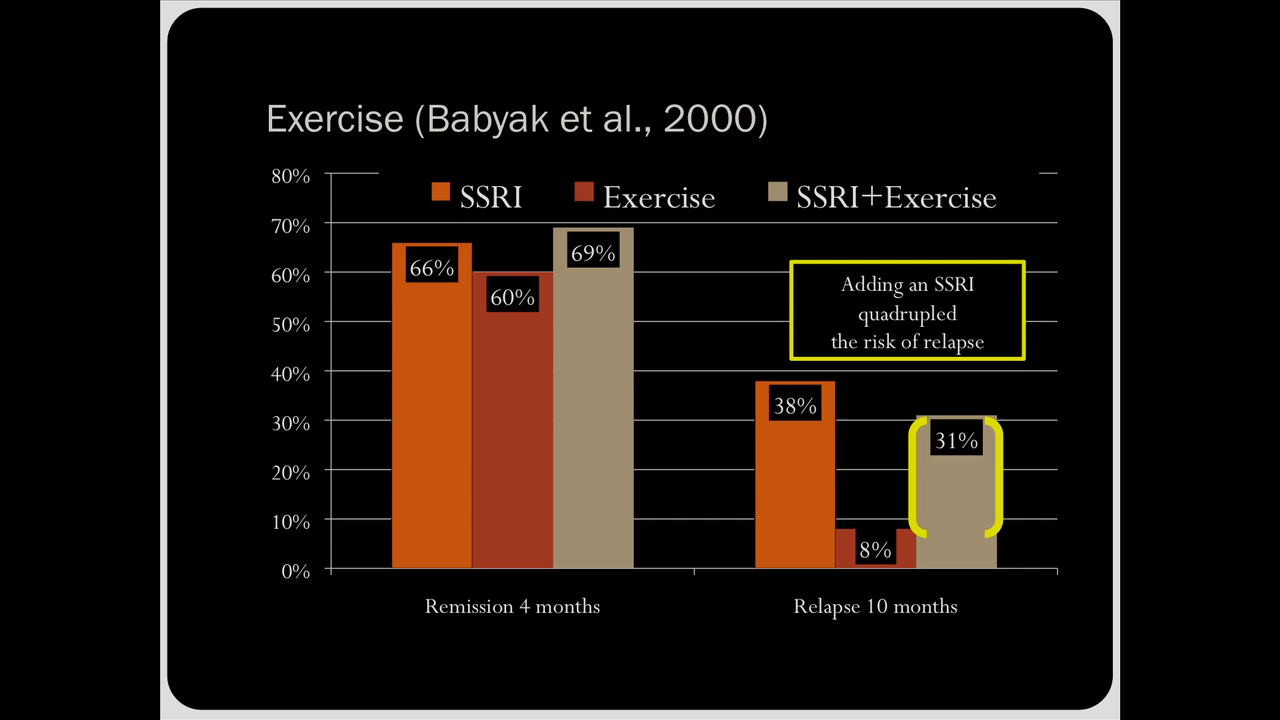 Exercise (Babyak et al., 2000)
80%
70%
60%
50%
40%
30%
20%
10%
0%
SSRI
Exercise
SSRI+Exercise
66%
60%
69%
Adding an SSRI
quadrupled
the risk of relapse
38%
8%
31%
Remission 4 months
Relapse 10 months